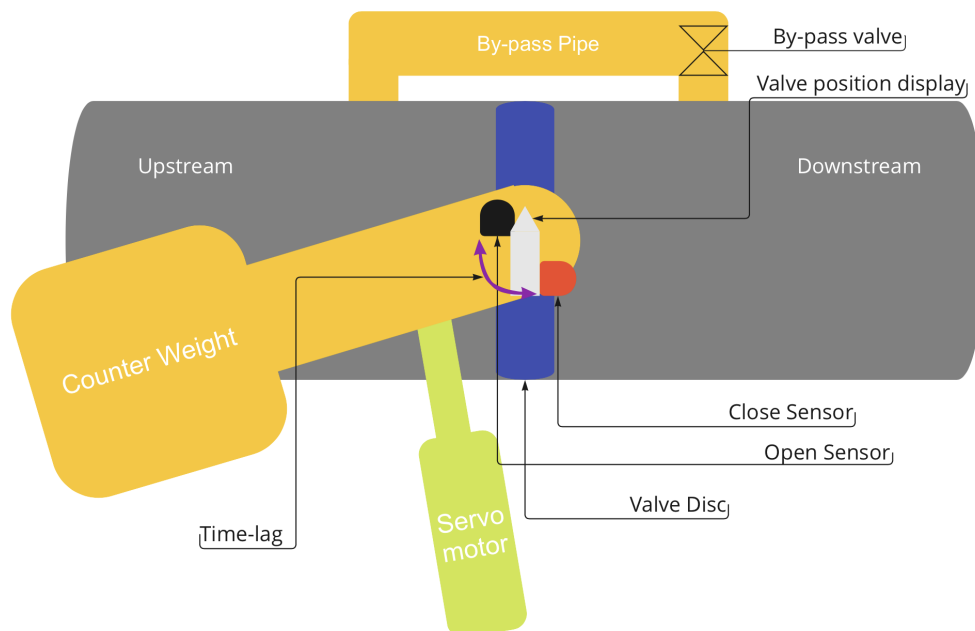 By-pass Pipe
By-pass valve
Valve position display
Upstream
Downstream
Counter Weight
Close Sensor
Open Sensor
Valve Disc
Servo
motor
Time-lag